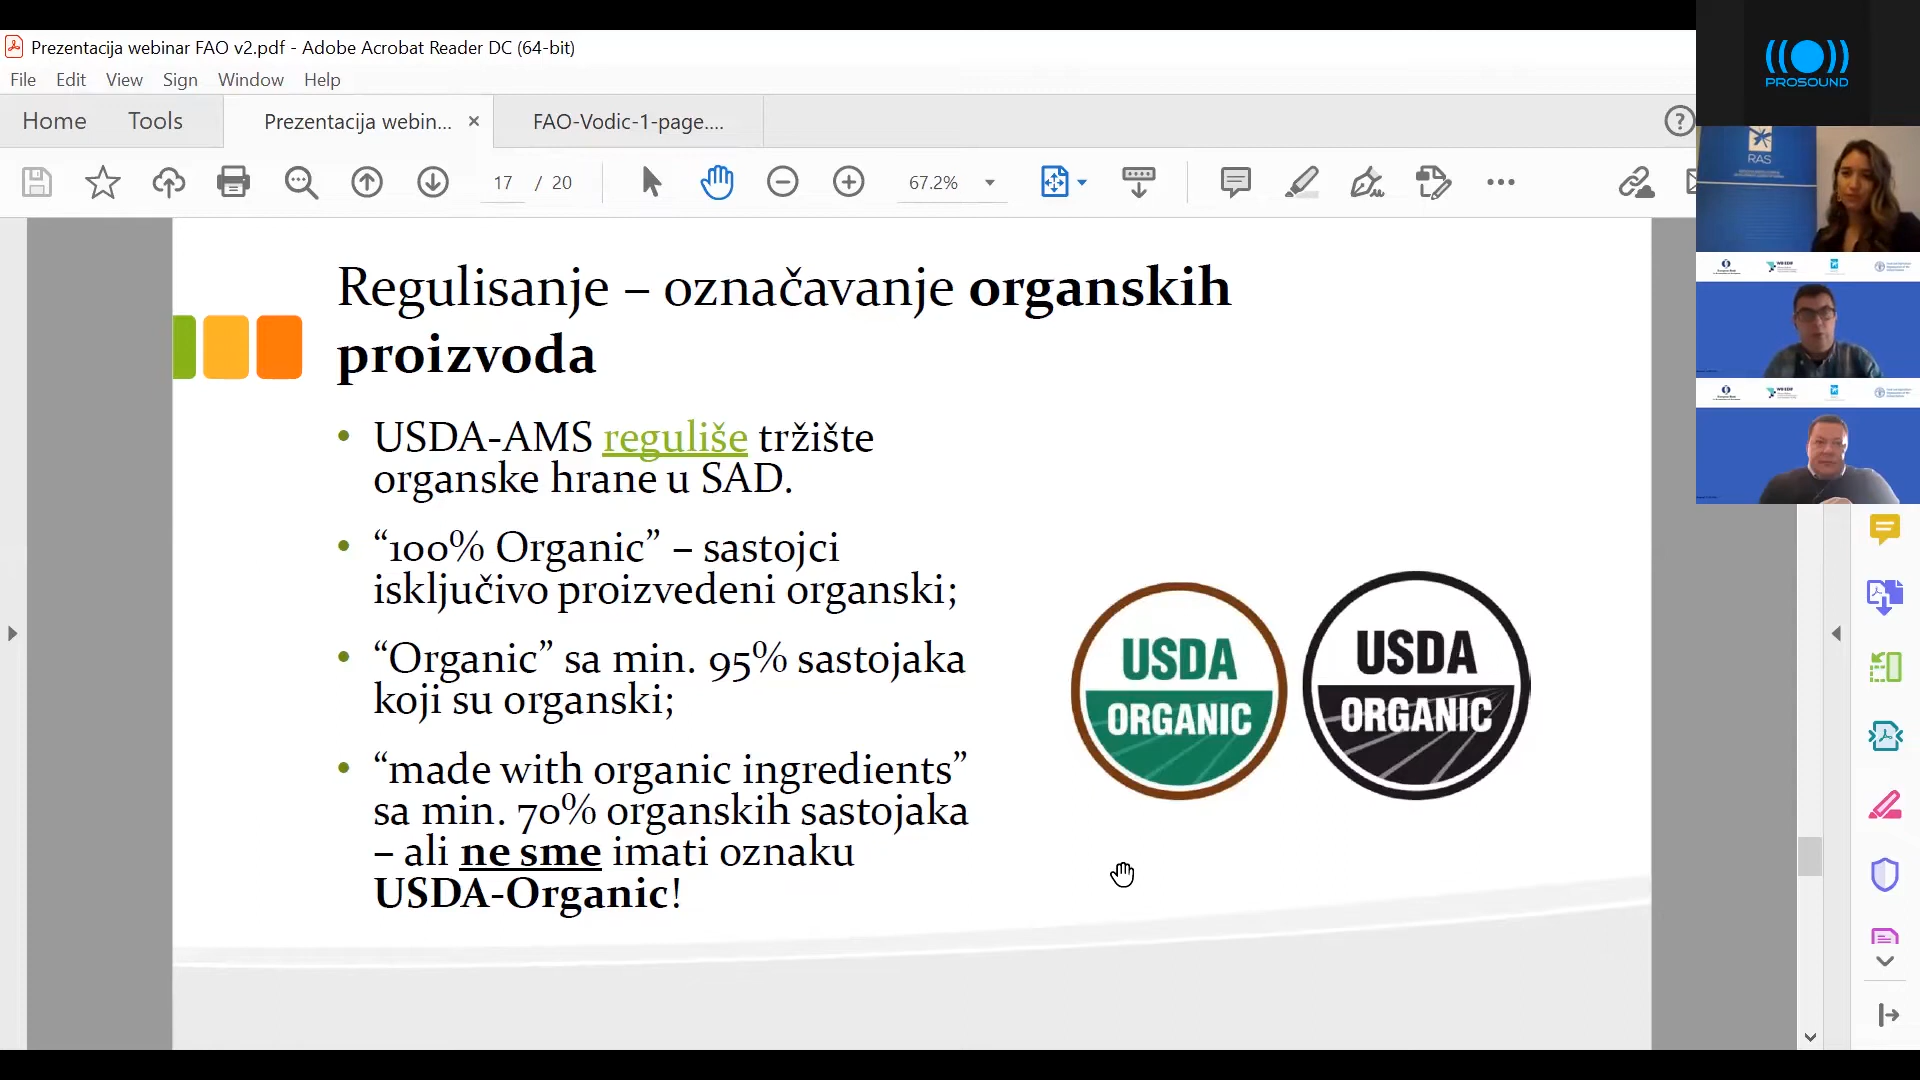 Prezentacija webinar FAO v2.pdf - Adobe Acrobat Reader DC (64-bit)
File Edit View Sign Window Help
Home Tools Prezentacija webin... × FAO-Vodic-1-page....
17 / 20 67.2%
PROSOUND
RAS
Regulisanje – označavanje organskih
proizvoda
• USDA-AMS reguliše tržište
organske hrane u SAD.
• “100% Organic” – sastojci
isključivo proizvedeni organski;
• “Organic” sa min. 95% sastojaka
koji su organski;
• “made with organic ingredients”
sa min. 70% organskih sastojaka
– ali ne sme imati oznaku
USDA-Organic!
USDA
ORGANIC
USDA
ORGANIC